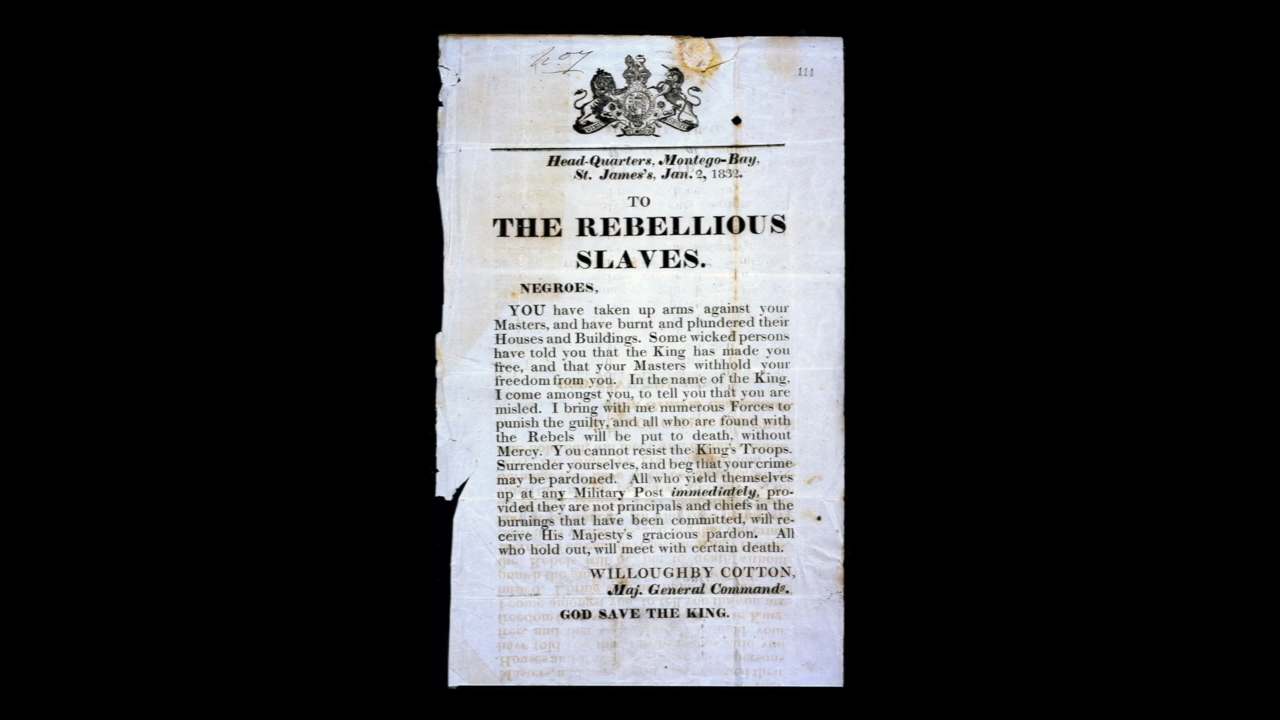 No 7
111
Head-Quarters, Montego-Bay,
St. James's, Jan. 2, 1832.
TO
THE REBELLIOUS
SLAVES.
NEGROES,
YOU have taken up arms against your
Masters, and have burnt and plundered their
Houses and Buildings. Some wicked persons
have told you that the King has made you
free, and that your Masters withhold your
freedom from you. In the name of the King,
I come amongst you, to tell you that you are
misled. I bring with me numerous Forces to
punish the guilty, and all who are found with
the Rebels will be put to death, without
Mercy. You cannot resist the King's Troops.
Surrender yourselves, and beg that your crime
may be pardoned. All who yield themselves
up at any Military Post immediately, pro-
vided they are not principals and chiefs in the
burnings that have been committed, will re-
ceive His Majesty's gracious pardon. All
who hold out, will meet with certain death.
WILLOUGHBY COTTON,
Maj. General Commandg.
GOD SAVE THE KING.